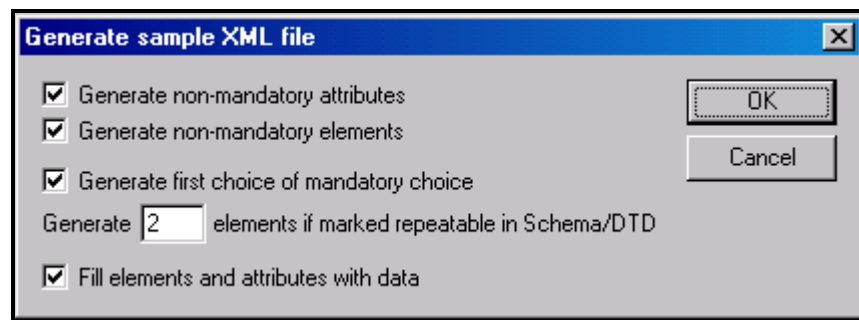 Generate sample XML file
Generate non-mandatory attributes
OK
Generate non-mandatory elements
Cancel
Generate first choice of mandatory choice
Generate 2 elements if marked repeatable in Schema/DTD
Fill elements and attributes with data